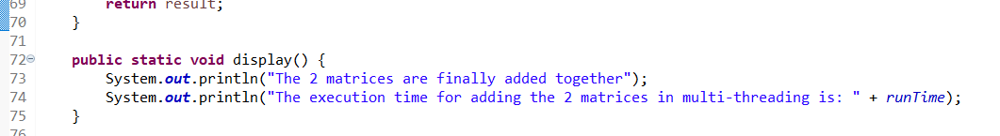 69 return result;
70 }
71
72 public static void display() {
73 System.out.println("The 2 matrices are finally added together");
74 System.out.println("The execution time for adding the 2 matrices in multi-threading is: " + runTime);
75 }
76